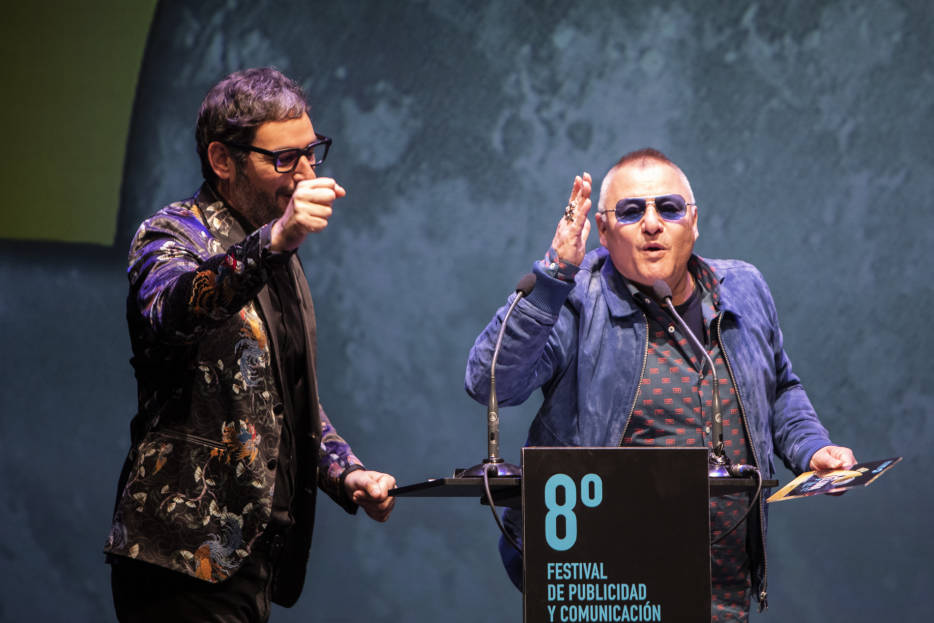 8º
FESTIVAL
DE PUBLICIDAD
Y COMUNICACIÓN